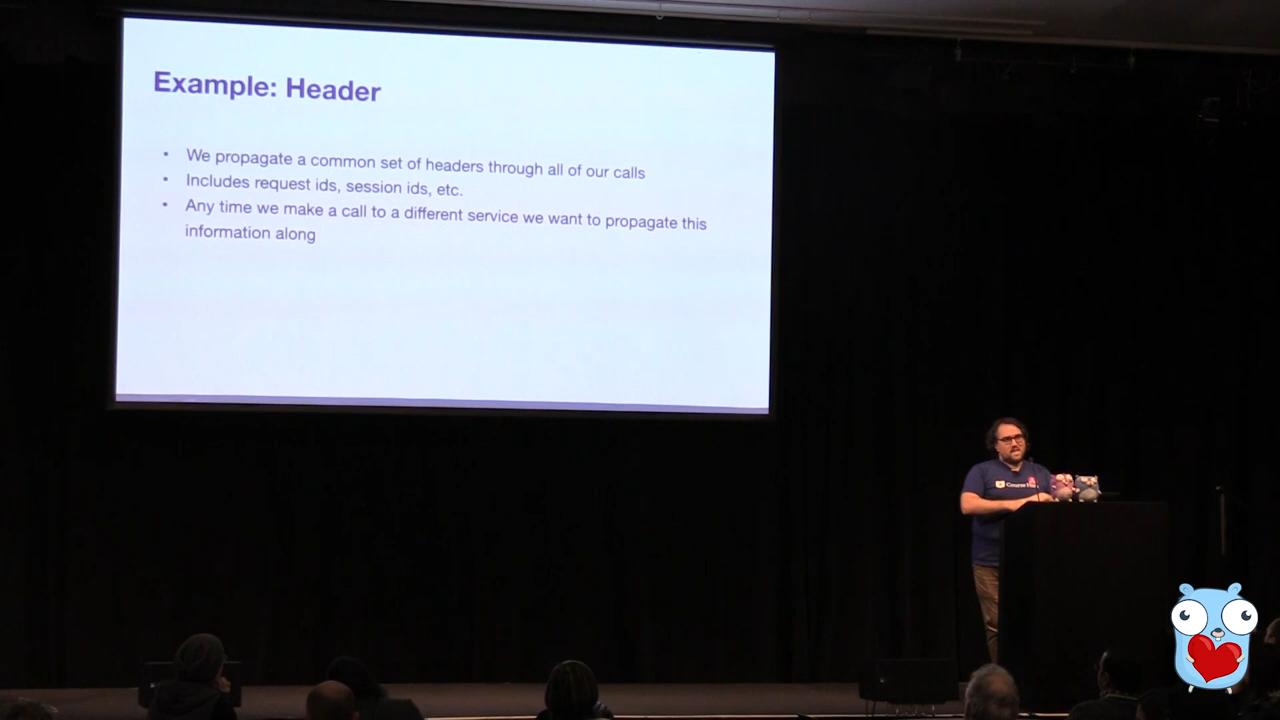 Example: Header
• We propagate a common set of headers through all of our calls
• Includes request ids, session ids, etc.
• Any time we make a call to a different service we want to propagate this
information along
Course